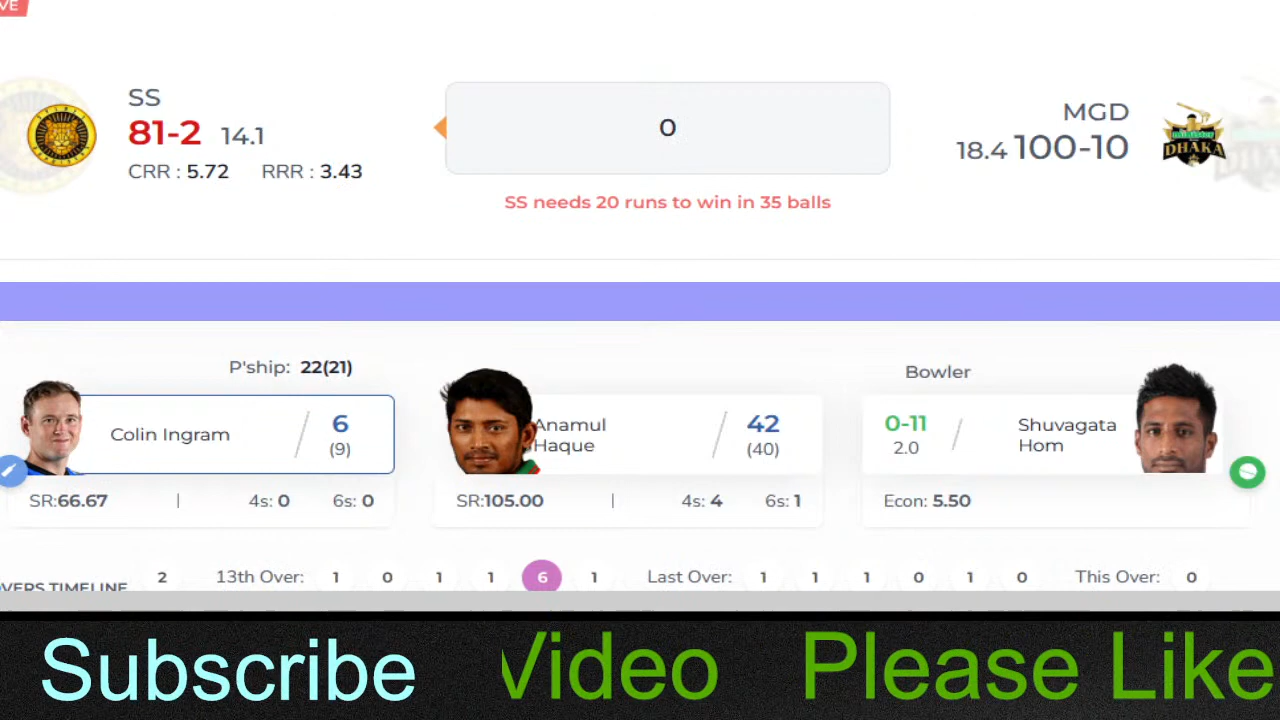 VE
SS
81-2 14.1
CRR : 5.72 RRR : 3.43
0
SS needs 20 runs to win in 35 balls
MGD
18.4 100-10
DHAKA
P'ship: 22(21)
Colin Ingram
6
(9)
SR:66.67 | 4s: 0 6s: 0
Anamul
Haque
42
(40)
SR:105.00 | 4s: 4 6s: 1
Bowler
0-11
2.0
Shuvagata
Hom
Econ: 5.50
OVERS TIMELINE 2 13th Over: 1 0 1 1 6 1 Last Over: 1 1 1 0 1 0 This Over: 0
Subscribe Video Please Like